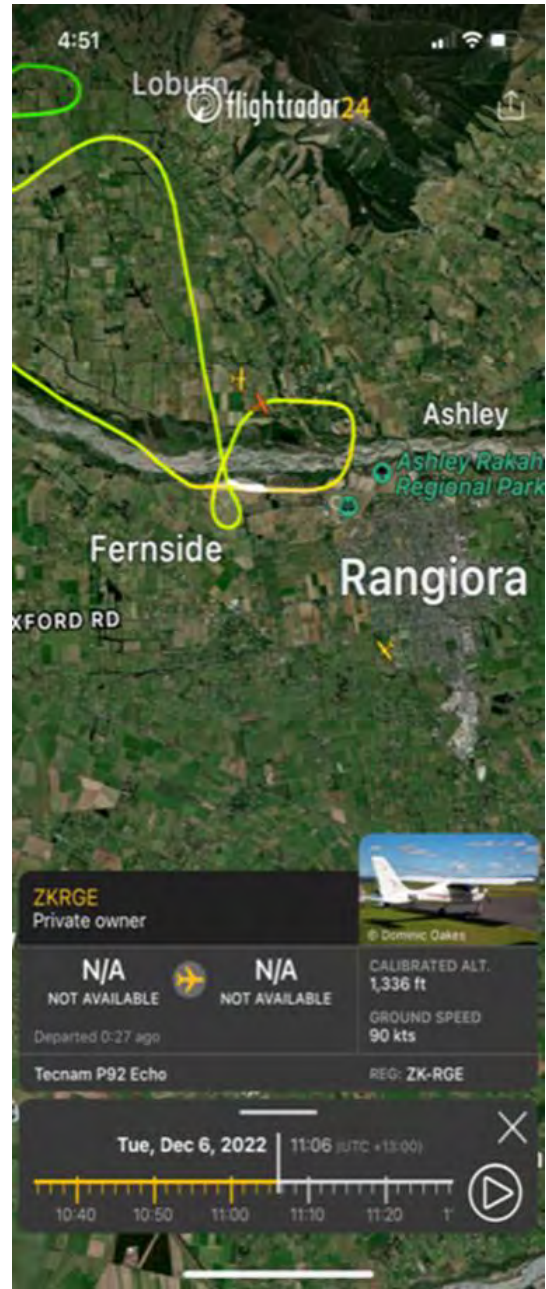 4:51
Loburn
flightradar24
Ashley
Ashley Rakah
Regional Park
Fernside
Rangiora
XFORD RD
ZKRGE
Private owner
© Dominic Oakes
N/A
NOT AVAILABLE
N/A
NOT AVAILABLE
CALIBRATED ALT.
1,336 ft
GROUND SPEED
90 kts
Departed 0:27 ago
Tecnam P92 Echo
REG: ZK-RGE
Tue, Dec 6, 2022 11:06 (UTC +13:00)
10:40 10:50 11:00 11:10 11:20